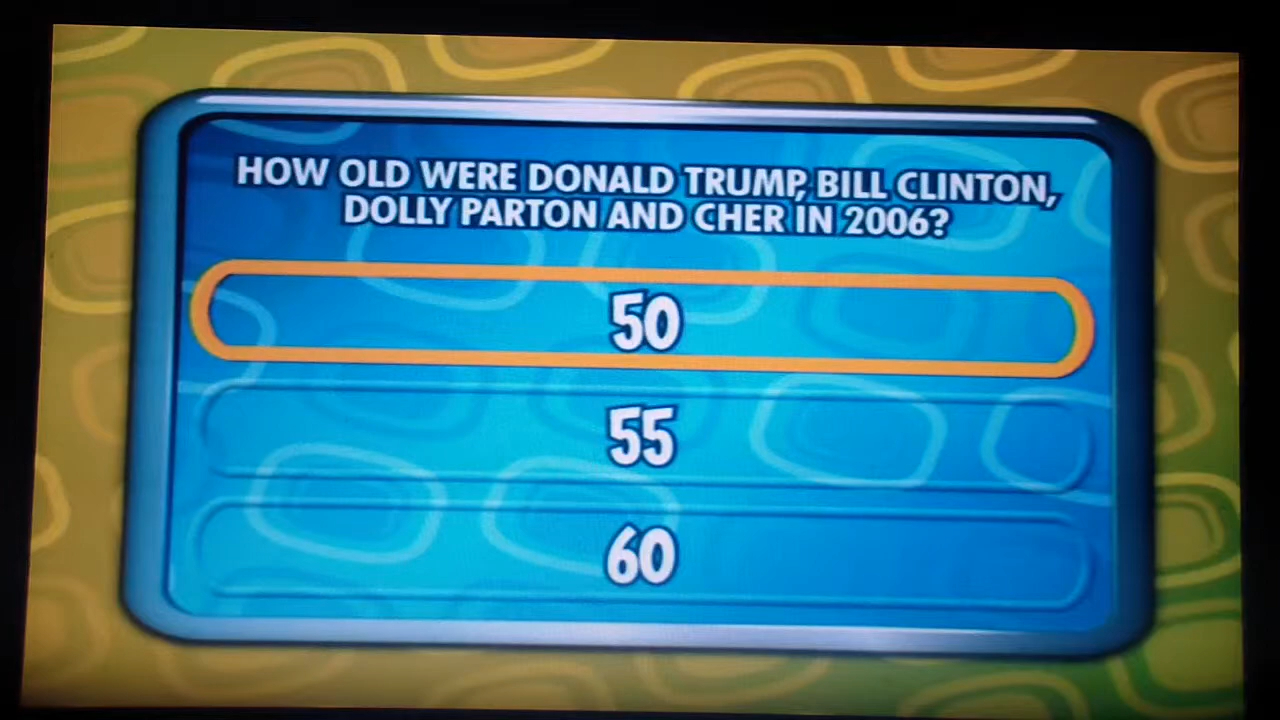 HOW OLD WERE DONALD TRUMP, BILL CLINTON,
DOLLY PARTON AND CHER IN 2006?
50
55
60